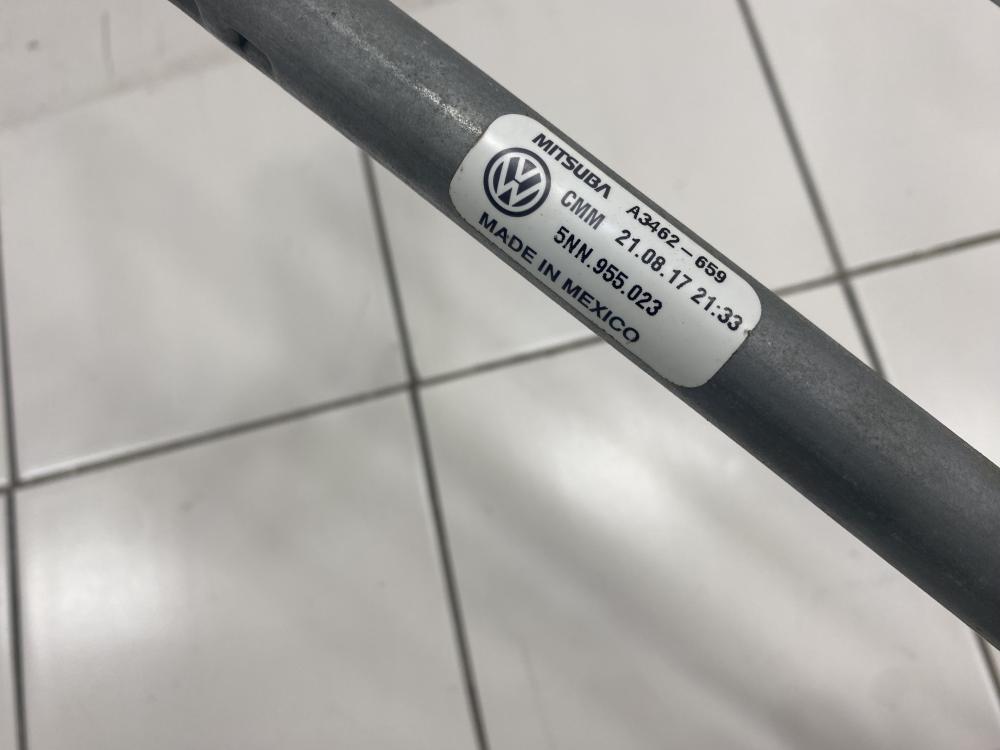 MITSUBA A3462-659
CMM 21.08.17 21:33
5NN.955.023
MADE IN MEXICO